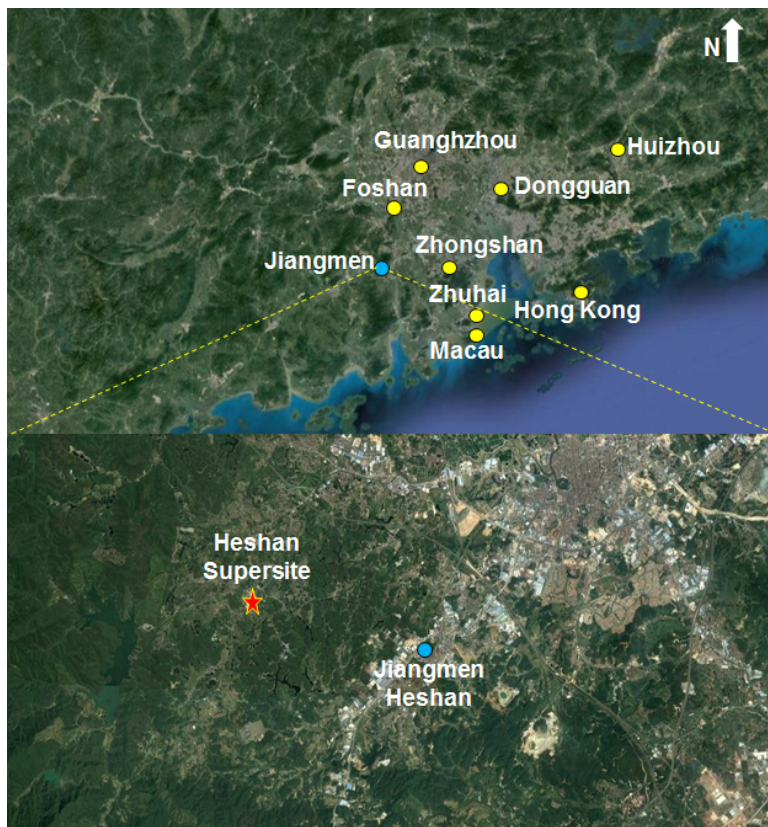 N
Guanghzhou
Huizhou
Foshan
Dongguan
Jiangmen
Zhongshan
Zhuhai
Hong Kong
Macau
Heshan
Supersite
Jiangmen
Heshan